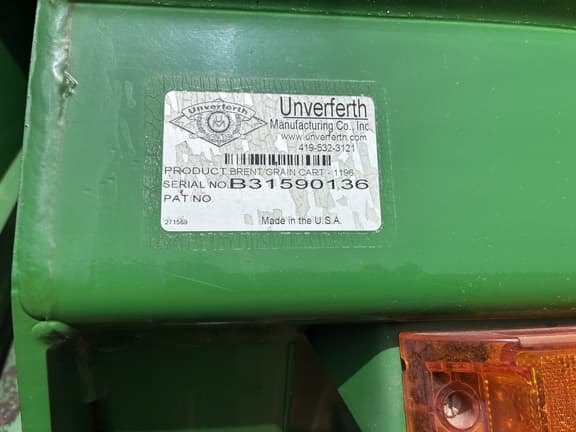 Unverferth
Unverferth
Manufacturing Co., Inc.
www.unverferth.com
419-532-3121
PRODUCT BRENT/GRAIN CART - 1196
SERIAL NO. B31590136
PAT NO
271568 Made in the U.S.A.